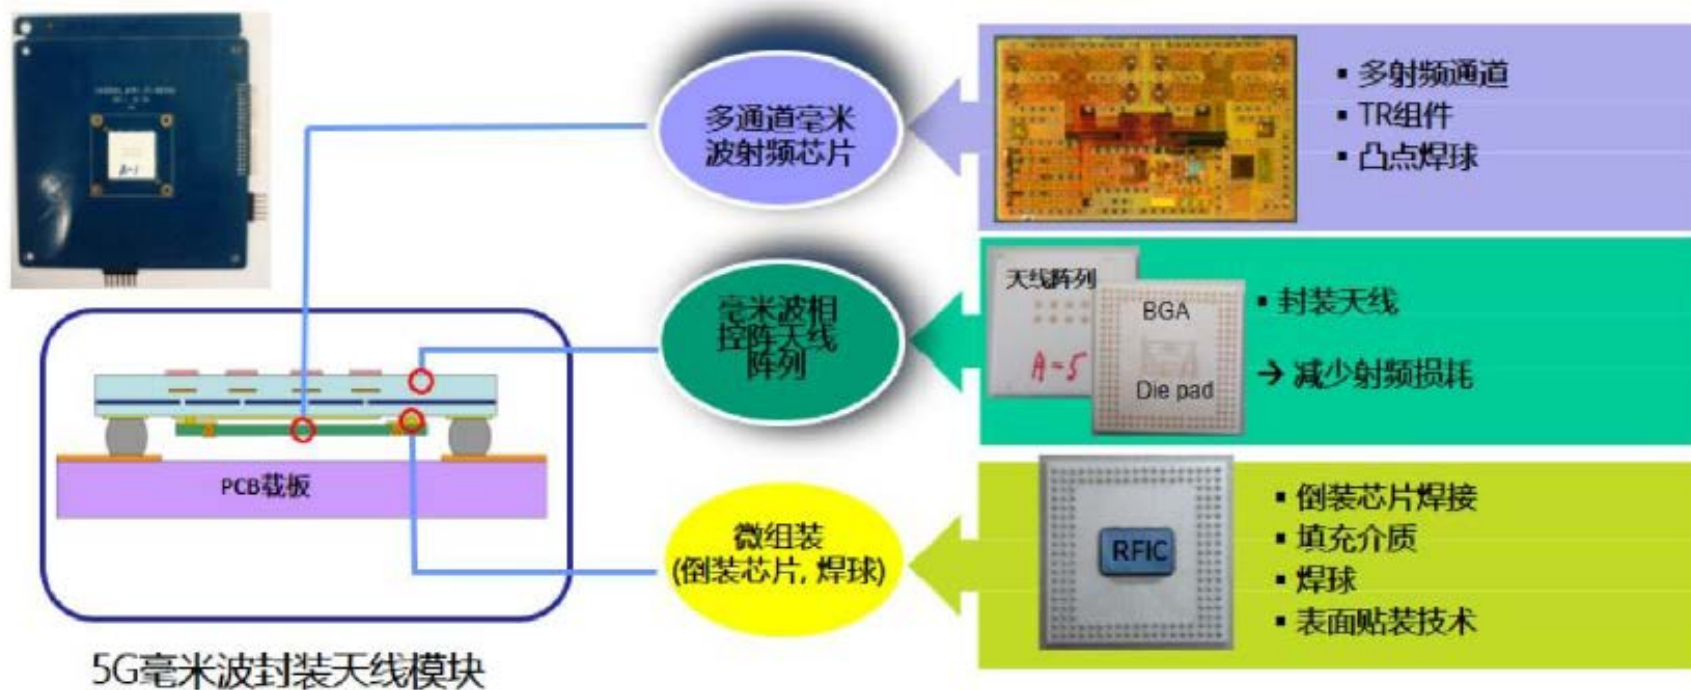 多通道毫米
波射频芯片
▪ 多射频通道
▪ TR组件
▪ 凸点焊球
毫米波相
控阵天线
阵列
天线阵列
A-5
BGA
Die pad
▪ 封装天线
→ 减少射频损耗
PCB载板
微组装
(倒装芯片, 焊球)
RFIC
▪ 倒装芯片焊接
▪ 填充介质
▪ 焊球
▪ 表面贴装技术
5G毫米波封装天线模块